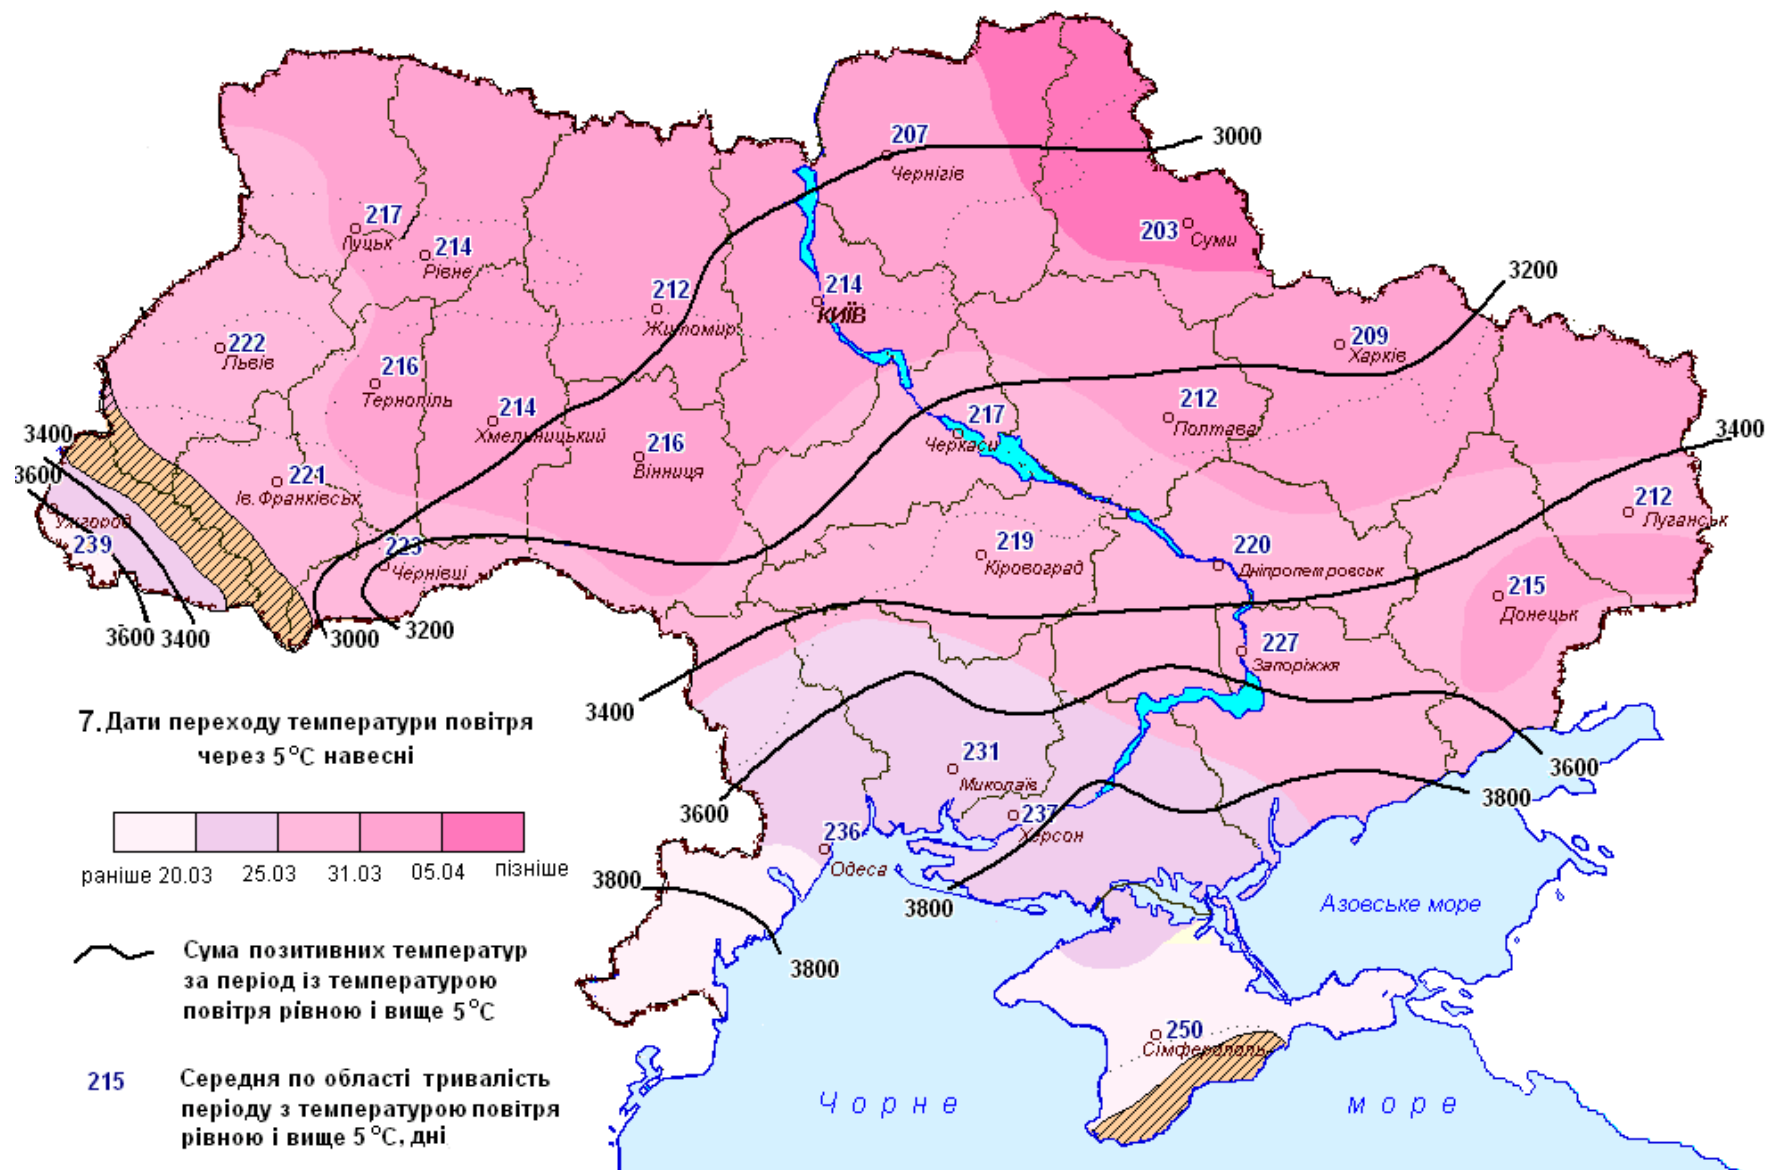 3000
207
Чернігів
217
Луцьк
214
Рівне
203
Суми
3200
212
Житомир
214
КИЇВ
222
Львів
209
Харків
216
Тернопіль
214
Хмельницький
217
Черкаси
212
Полтава
3400
3400
216
Вінниця
221
Ів.Франківськ
3600
212
Луганськ
Ужгород
239
223
Чернівці
219
Кіровоград
220
Дніпропетровськ
215
Донецьк
3600
3400
3000
3200
227
Запоріжжя
3400
7. Дати переходу температури повітря
через 5°C навесні
231
Миколаїв
3600
3800
3600
237
Херсон
236
Одеса
раніше 20.03 25.03 31.03 05.04 пізніше
3800
3800
Азовське море
Сума позитивних температур
за період із температурою
повітря рівною і вище 5°C
3800
250
Сімферополь
215
Середня по області тривалість
періоду з температурою повітря
рівною і вище 5°C, дні
Чорне море